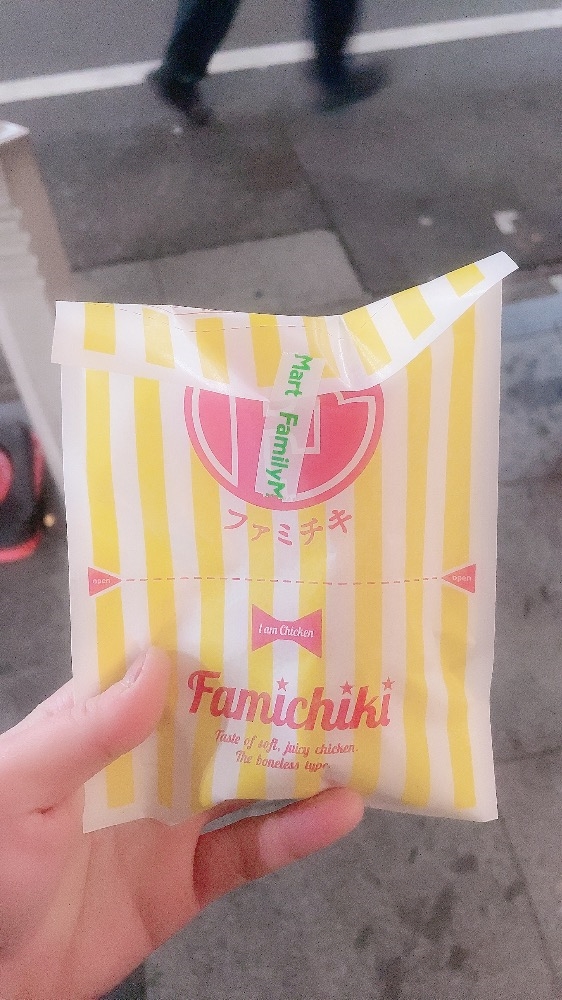 Mart FamilyM
ファミチキ
open
open
I am Chicken
Famichiki
Taste of soft, juicy chicken.
The boneless type.